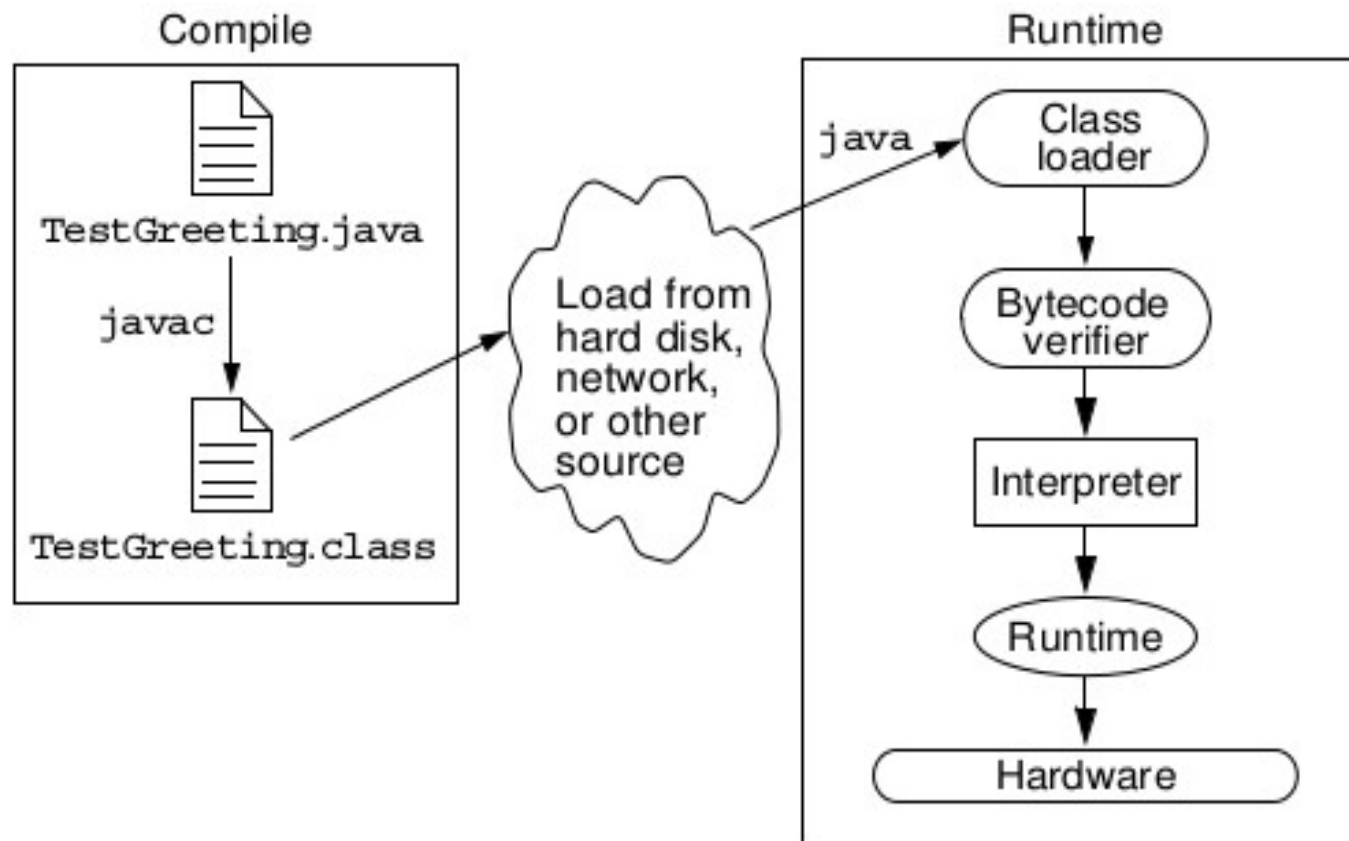 Compile
TestGreeting.java
javac
TestGreeting.class
Load from
hard disk,
network,
or other
source
Runtime
java
Class
loader
Bytecode
verifier
Interpreter
Runtime
Hardware